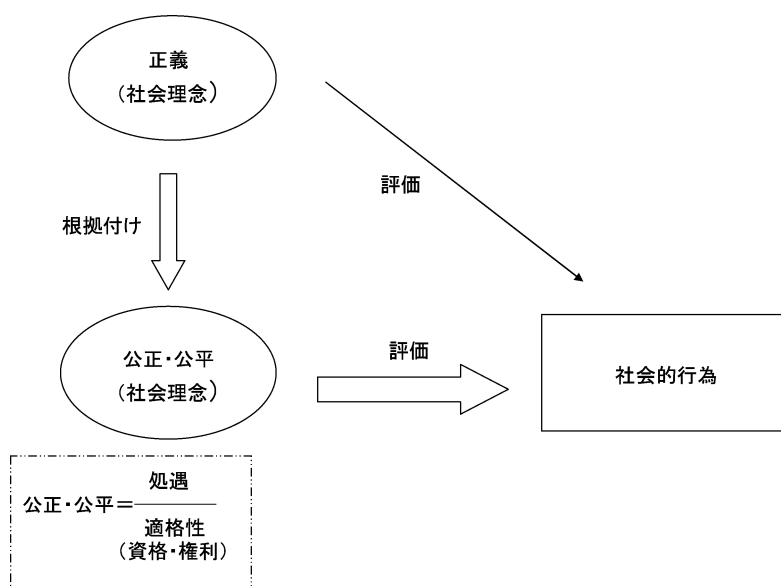 正義
（社会理念）
評価
根拠付け
公正・公平
（社会理念）
評価
社会的行為
公正・公平＝
処遇
適格性
（資格・権利）